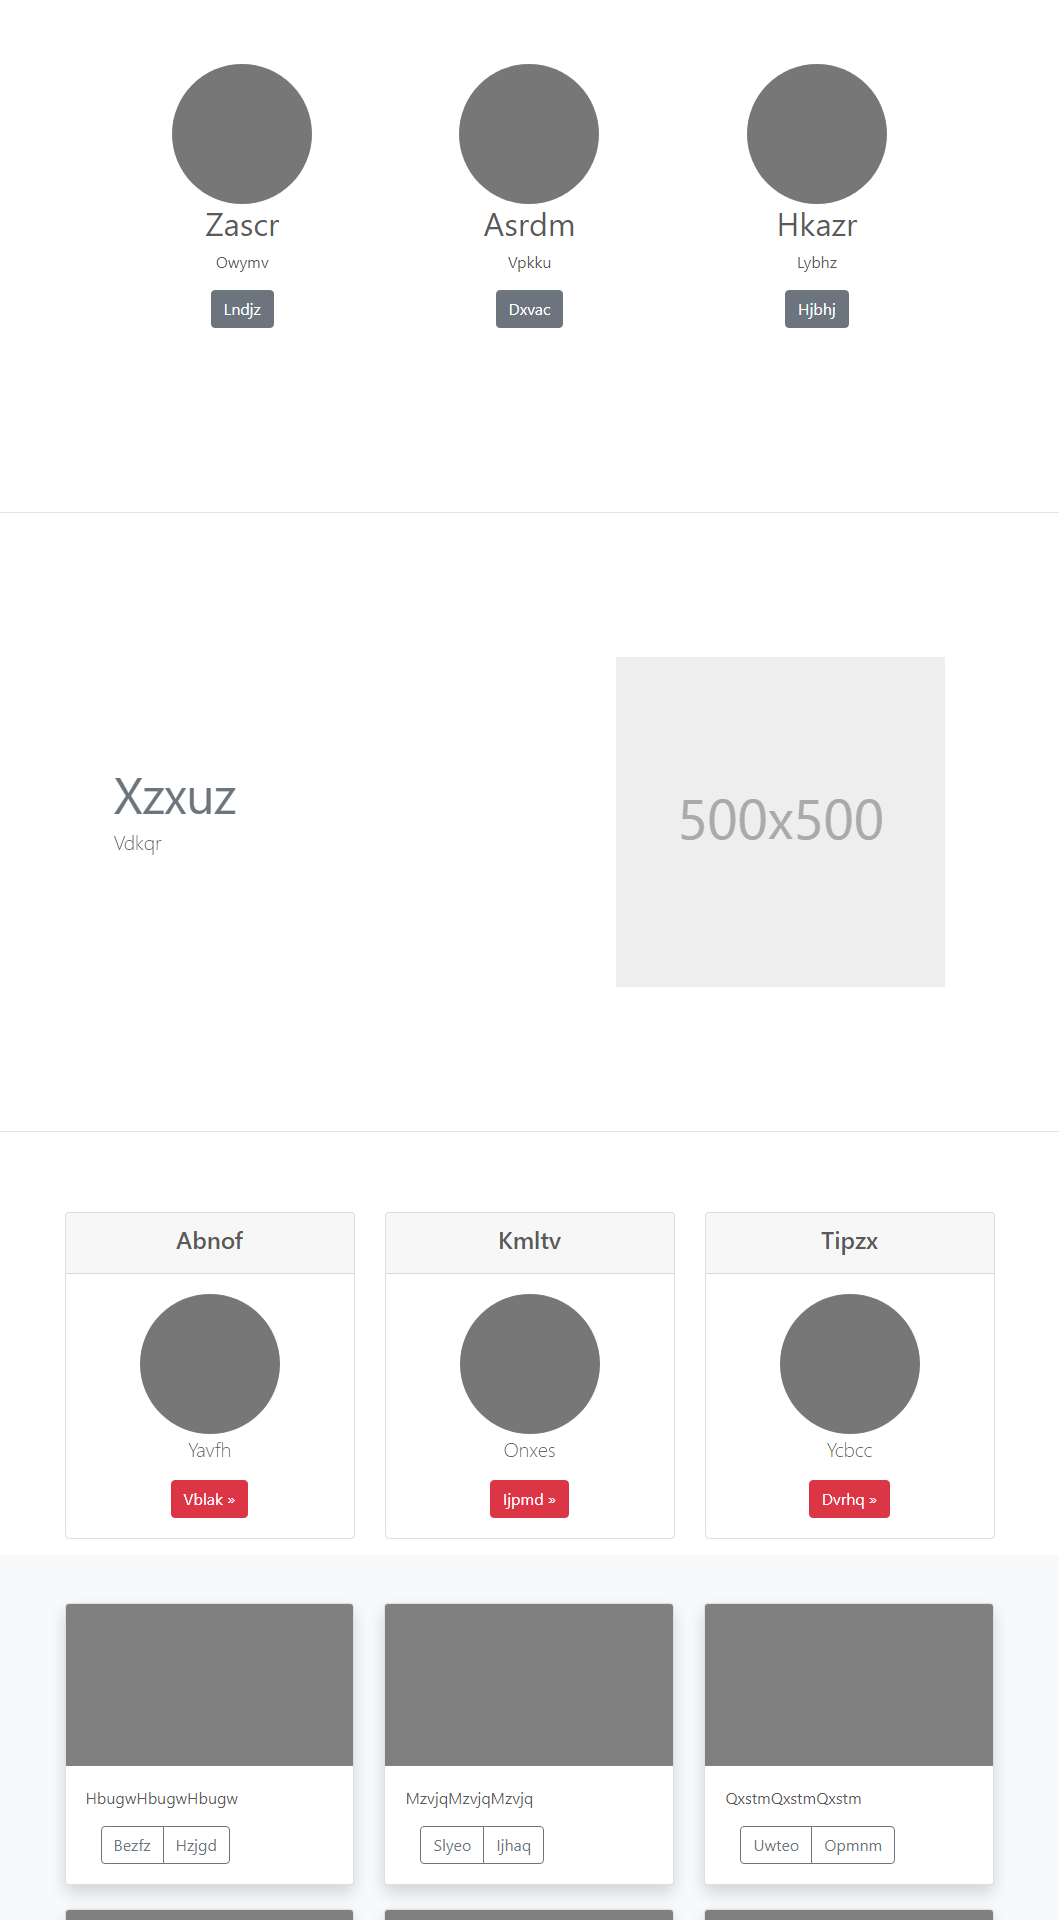 Zascr
Asrdm
Hkazr
Owymv
Vpkku
Lybhz
Lndjz
Dxvac
Hjbhj
Xzxuz
Vdkqr
500x500
Abnof
Kmltv
Tipzx
Yavfh
Onxes
Ycbcc
Vblak »
Ijpmd »
Dvrhq »
HbugwHbugwHbugw
MzvjqMzvjqMzvjq
QxstmQxstmQxstm
Bezfz Hzjgd
Slyeo Ijhaq
Uwteo Opmnm